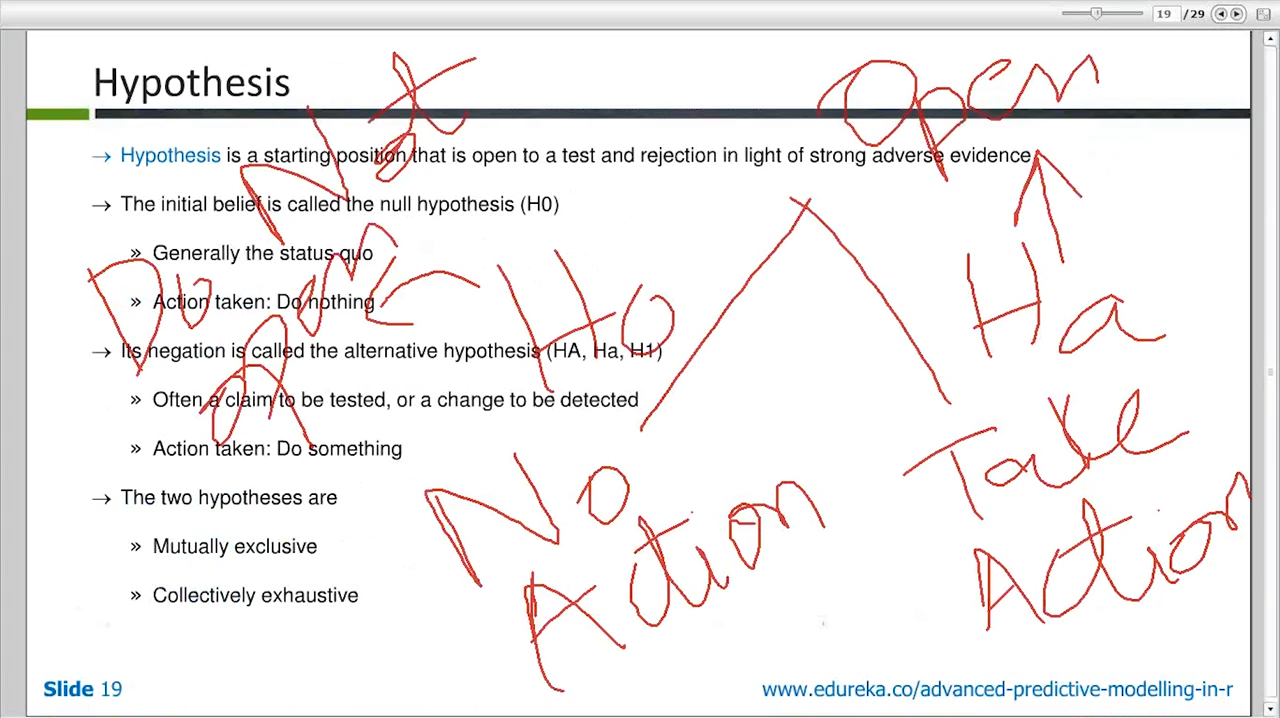 19 /29
Hypothesis
→ Hypothesis is a starting position that is open to a test and rejection in light of strong adverse evidence
→ The initial belief is called the null hypothesis (H0)
» Generally the status quo
» Action taken: Do nothing
→ Its negation is called the alternative hypothesis (HA, Ha, H1)
» Often a claim to be tested, or a change to be detected
» Action taken: Do something
→ The two hypotheses are
» Mutually exclusive
» Collectively exhaustive
Not
Open
Do
Ho
Ha
No
Action
Take
Action
Slide 19
www.edureka.co/advanced-predictive-modelling-in-r